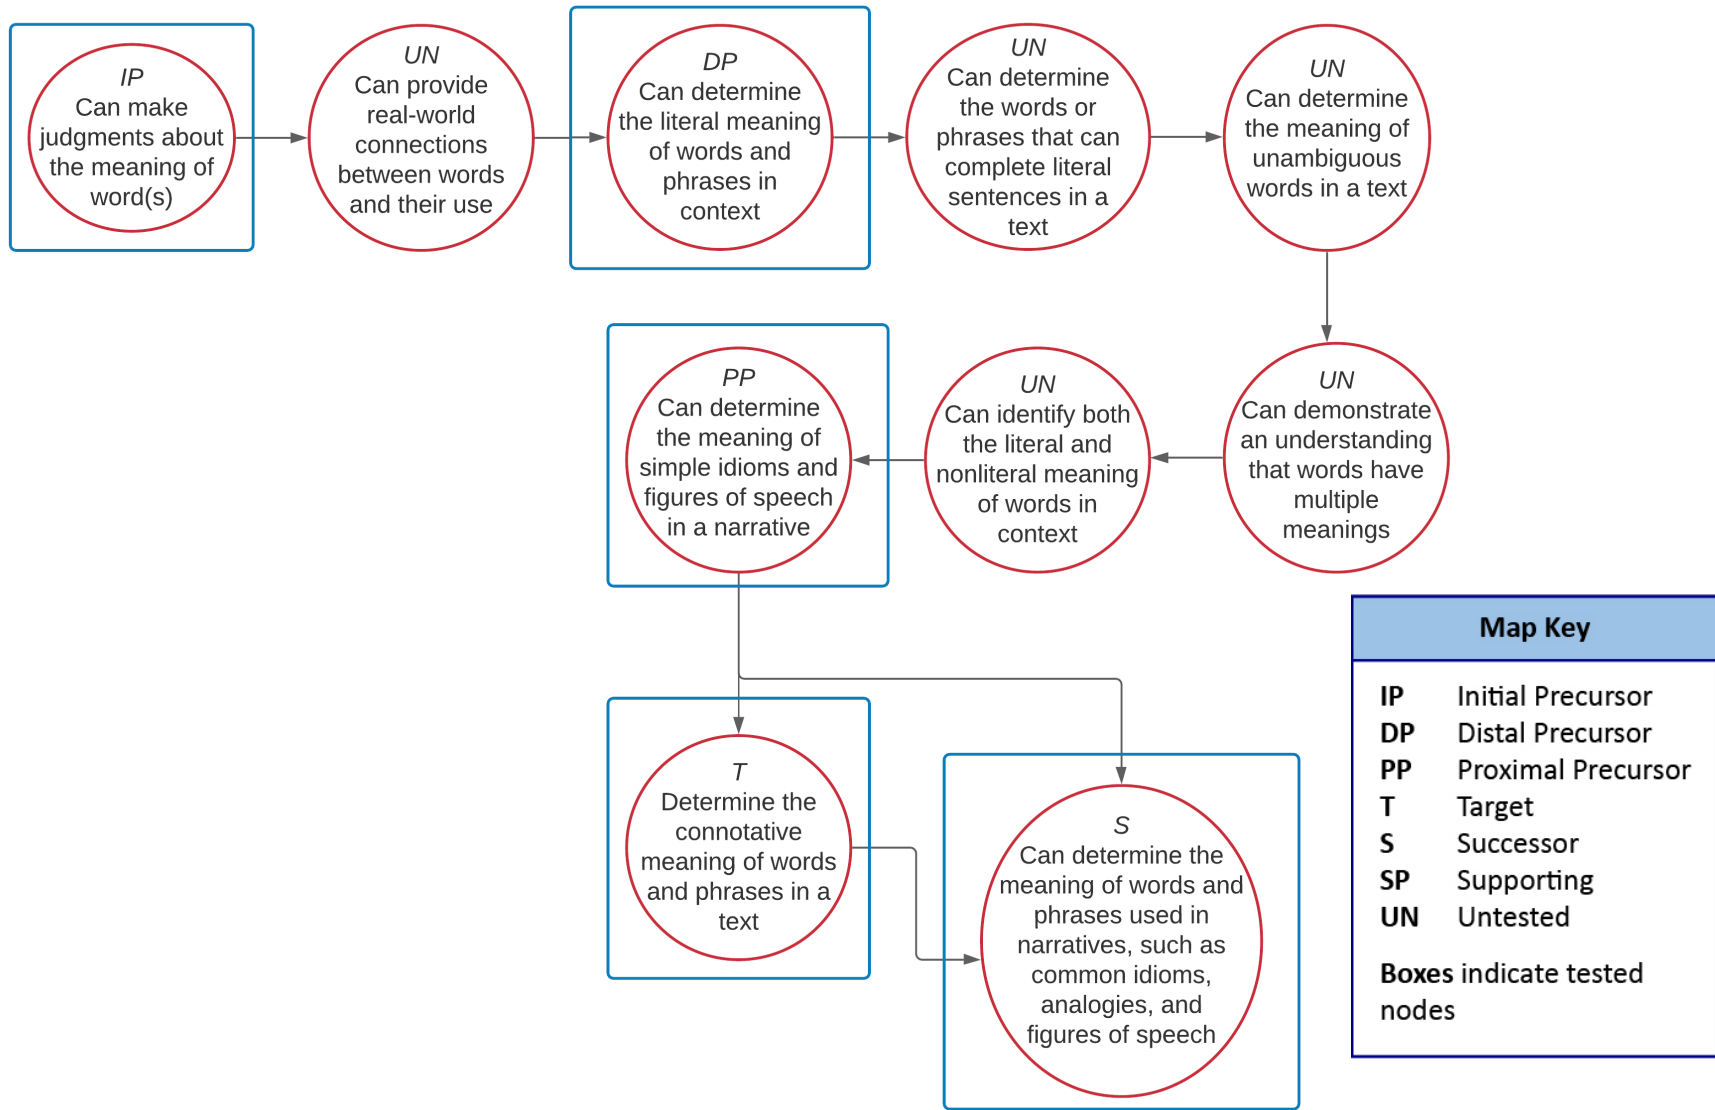 IP
Can make
judgments about
the meaning of
word(s)
UN
Can provide
real-world
connections
between words
and their use
DP
Can determine
the literal meaning
of words and
phrases in
context
UN
Can determine
the words or
phrases that can
complete literal
sentences in a
text
UN
Can determine
the meaning of
unambiguous
words in a text
UN
Can demonstrate
an understanding
that words have
multiple
meanings
UN
Can identify both
the literal and
nonliteral meaning
of words in
context
PP
Can determine
the meaning of
simple idioms and
figures of speech
in a narrative
T
Determine the
connotative
meaning of words
and phrases in a
text
S
Can determine the
meaning of words and
phrases used in
narratives, such as
common idioms,
analogies, and
figures of speech
Map Key
IP Initial Precursor
DP Distal Precursor
PP Proximal Precursor
T Target
S Successor
SP Supporting
UN Untested
Boxes indicate tested
nodes